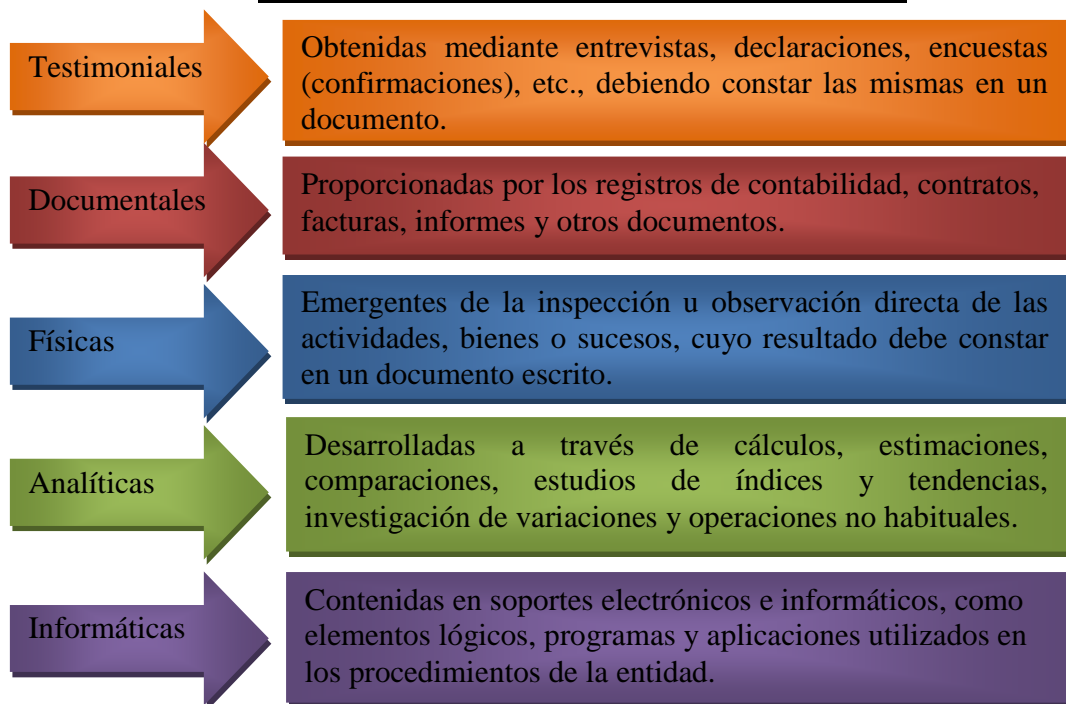 Testimoniales
Obtenidas mediante entrevistas, declaraciones, encuestas
(confirmaciones), etc., debiendo constar las mismas en un
documento.
Documentales
Proporcionadas por los registros de contabilidad, contratos,
facturas, informes y otros documentos.
Físicas
Emergentes de la inspección u observación directa de las
actividades, bienes o sucesos, cuyo resultado debe constar
en un documento escrito.
Analíticas
Desarrolladas a través de cálculos, estimaciones,
comparaciones, estudios de índices y tendencias,
investigación de variaciones y operaciones no habituales.
Informáticas
Contenidas en soportes electrónicos e informáticos, como
elementos lógicos, programas y aplicaciones utilizados en
los procedimientos de la entidad.